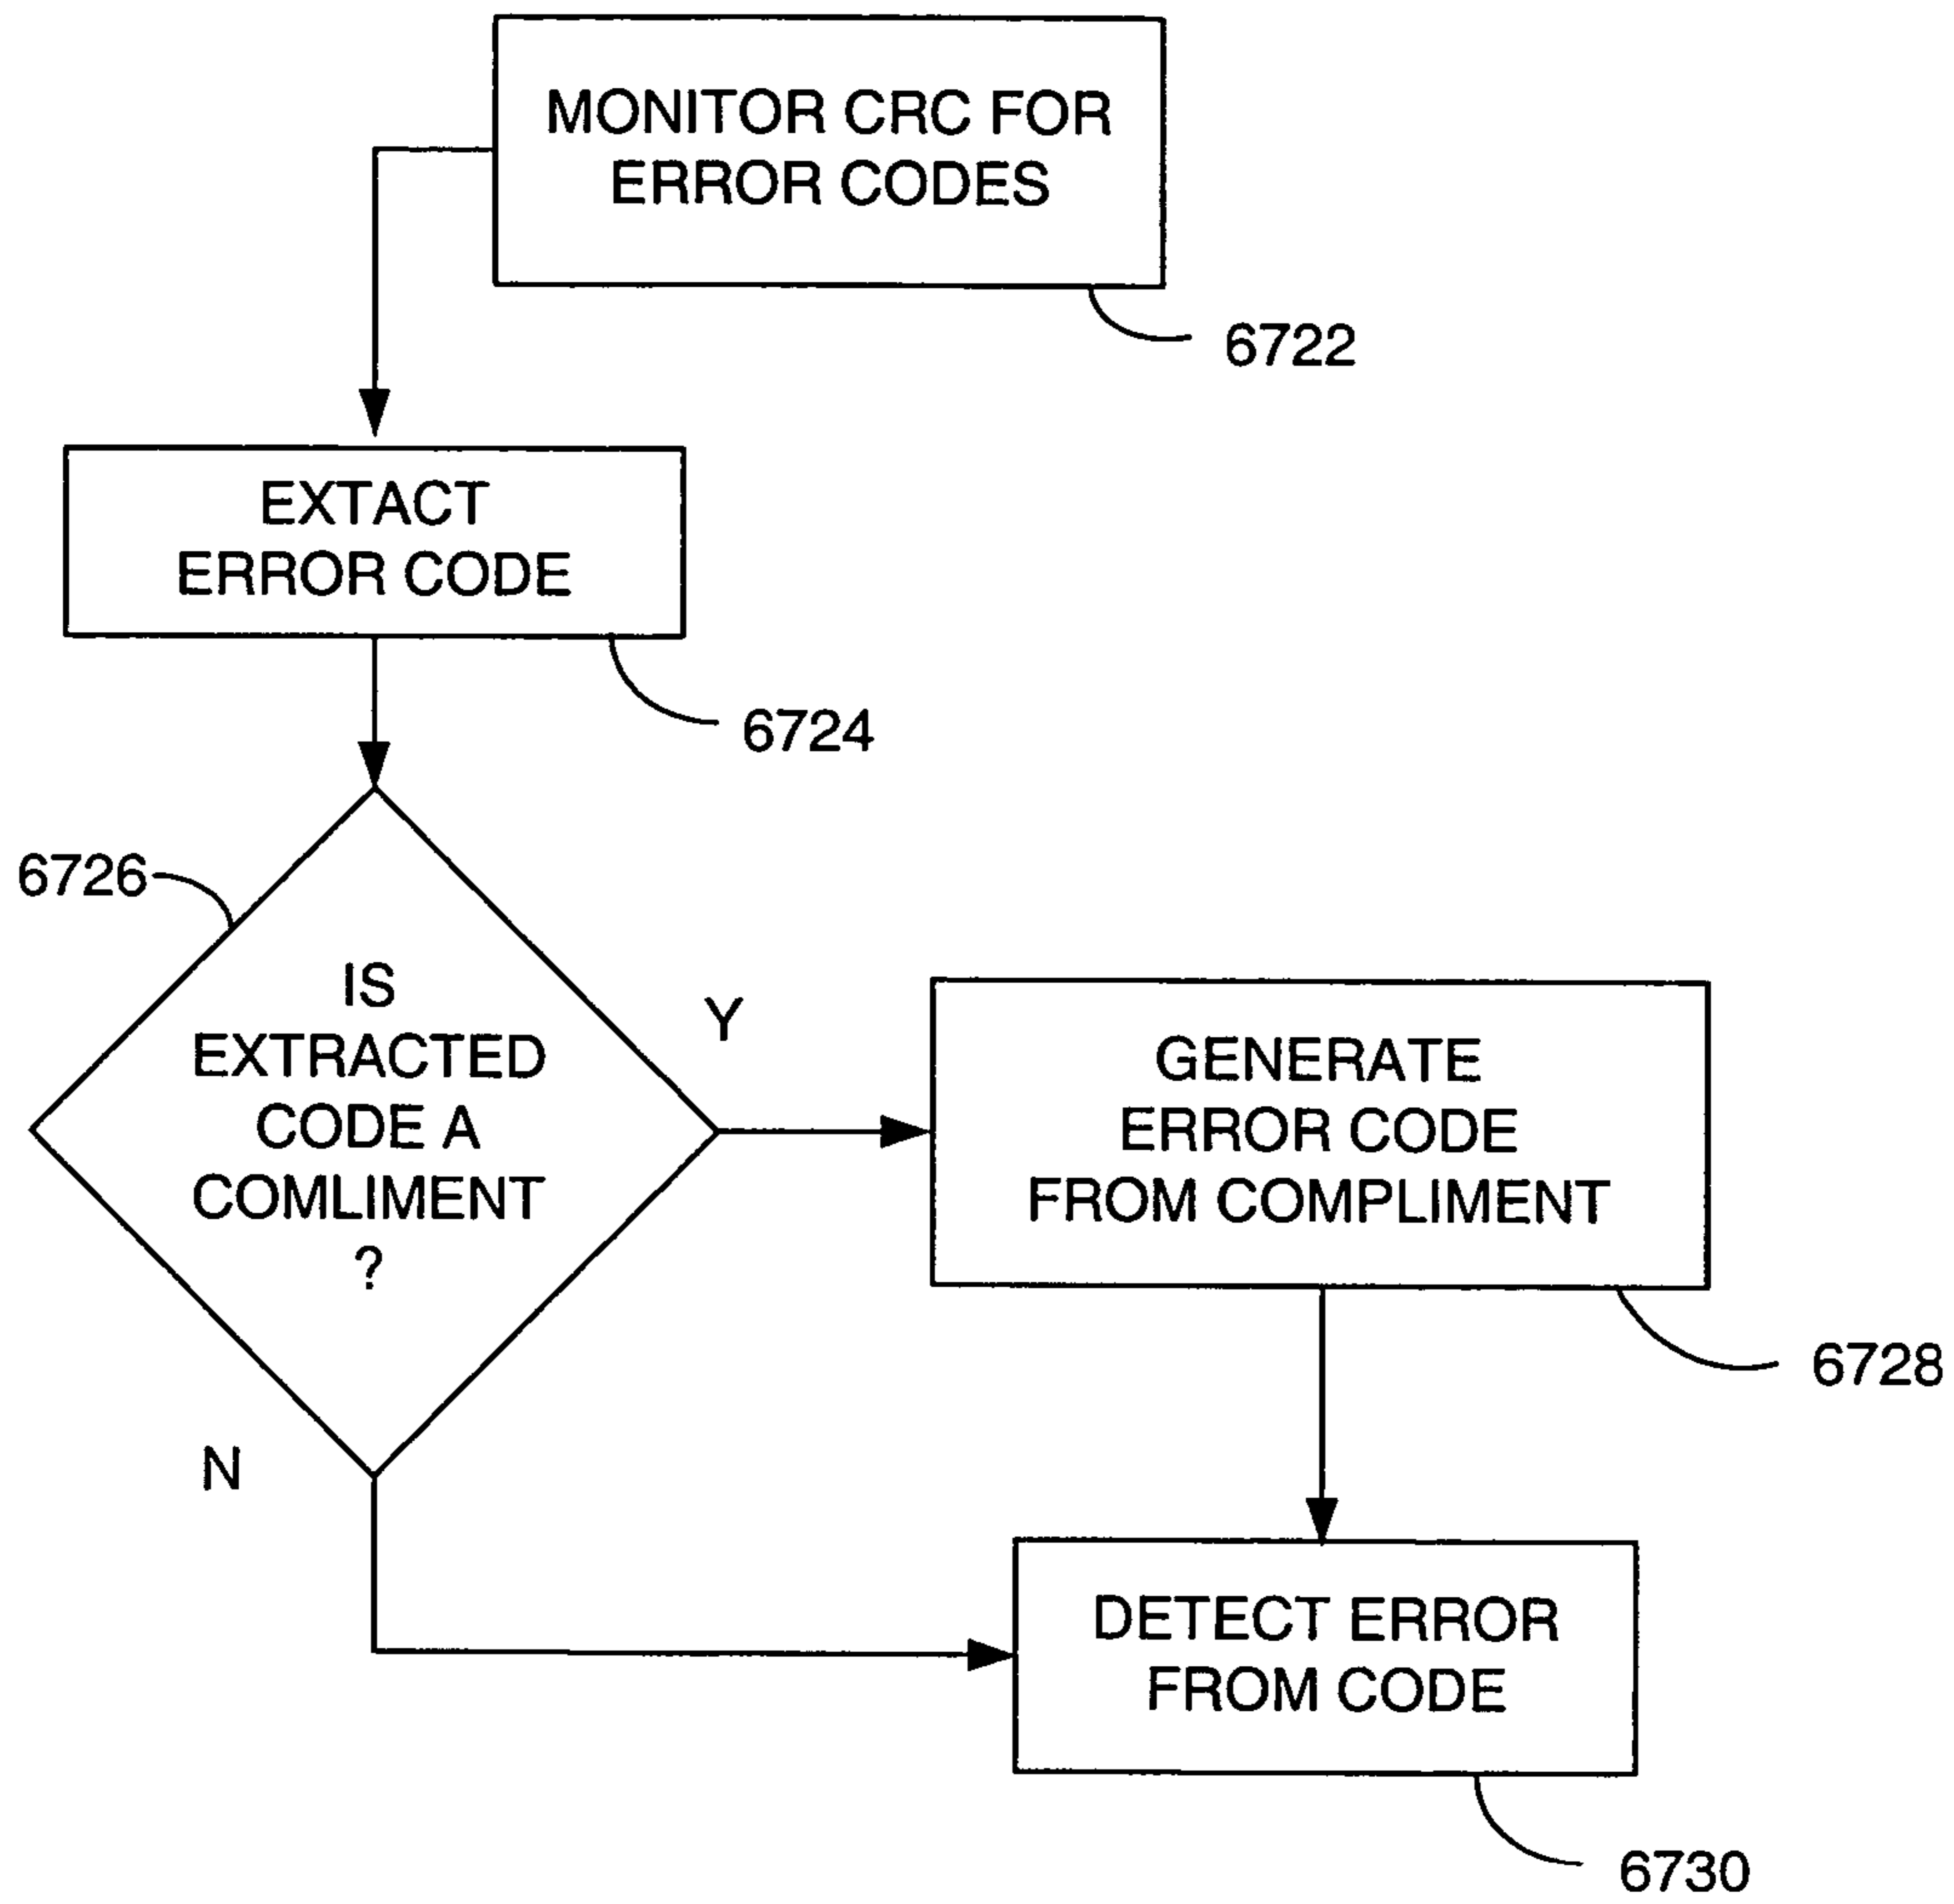 MONITOR CRC FOR
ERROR CODES
6722
EXTACT
ERROR CODE
6724
6726
IS
EXTRACTED
CODE A
COMLIMENT
?
Y
GENERATE
ERROR CODE
FROM COMPLIMENT
6728
N
DETECT ERROR
FROM CODE
6730